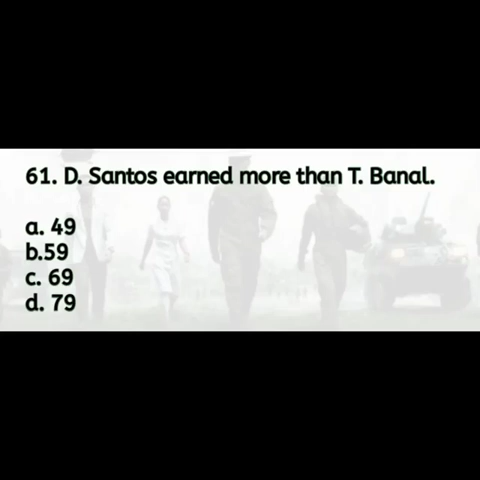 61. D. Santos earned more than T. Banal.
a. 49
b.59
c. 69
d. 79